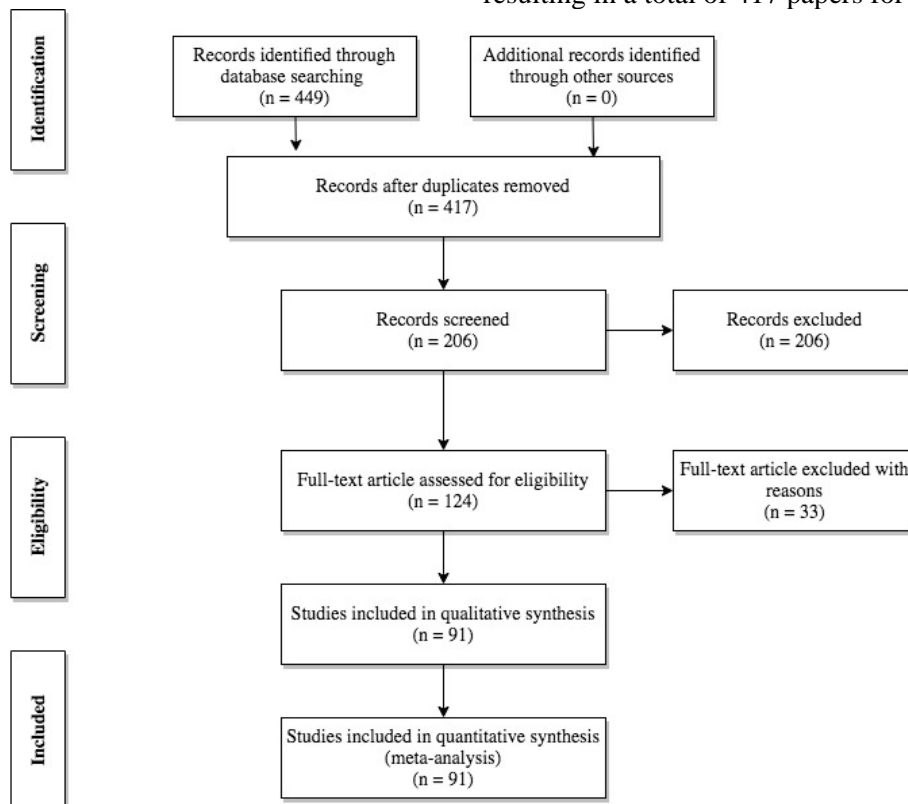 resulting in a total of 417 papers for
Identification
Records identified through
database searching
(n = 449)
Additional records identified
through other sources
(n = 0)
Records after duplicates removed
(n = 417)
Screening
Records screened
(n = 206)
Records excluded
(n = 206)
Eligibility
Full-text article assessed for eligibility
(n = 124)
Full-text article excluded with
reasons
(n = 33)
Studies included in qualitative synthesis
(n = 91)
Included
Studies included in quantitative synthesis
(meta-analysis)
(n = 91)